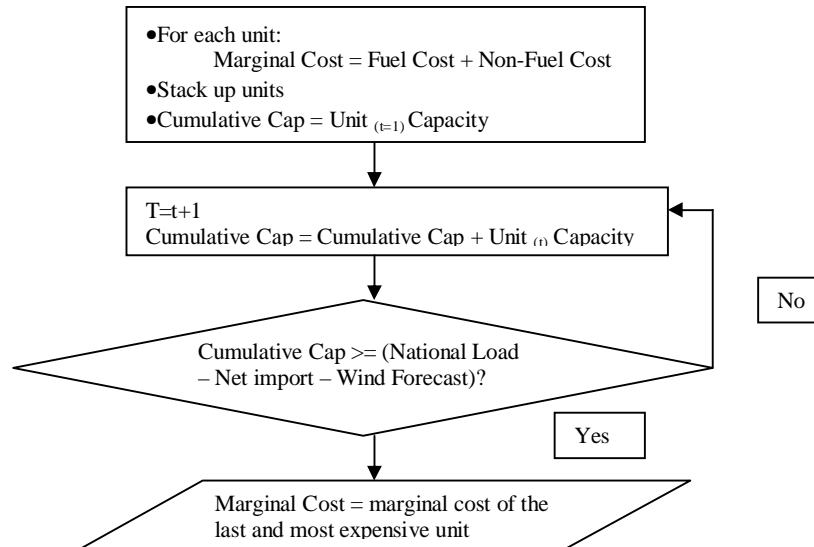 •For each unit:
Marginal Cost = Fuel Cost + Non-Fuel Cost
•Stack up units
•Cumulative Cap = Unit (t=1) Capacity
T=t+1
Cumulative Cap = Cumulative Cap + Unit (t) Capacity
No
Cumulative Cap >= (National Load
– Net import – Wind Forecast)?
Yes
Marginal Cost = marginal cost of the
last and most expensive unit